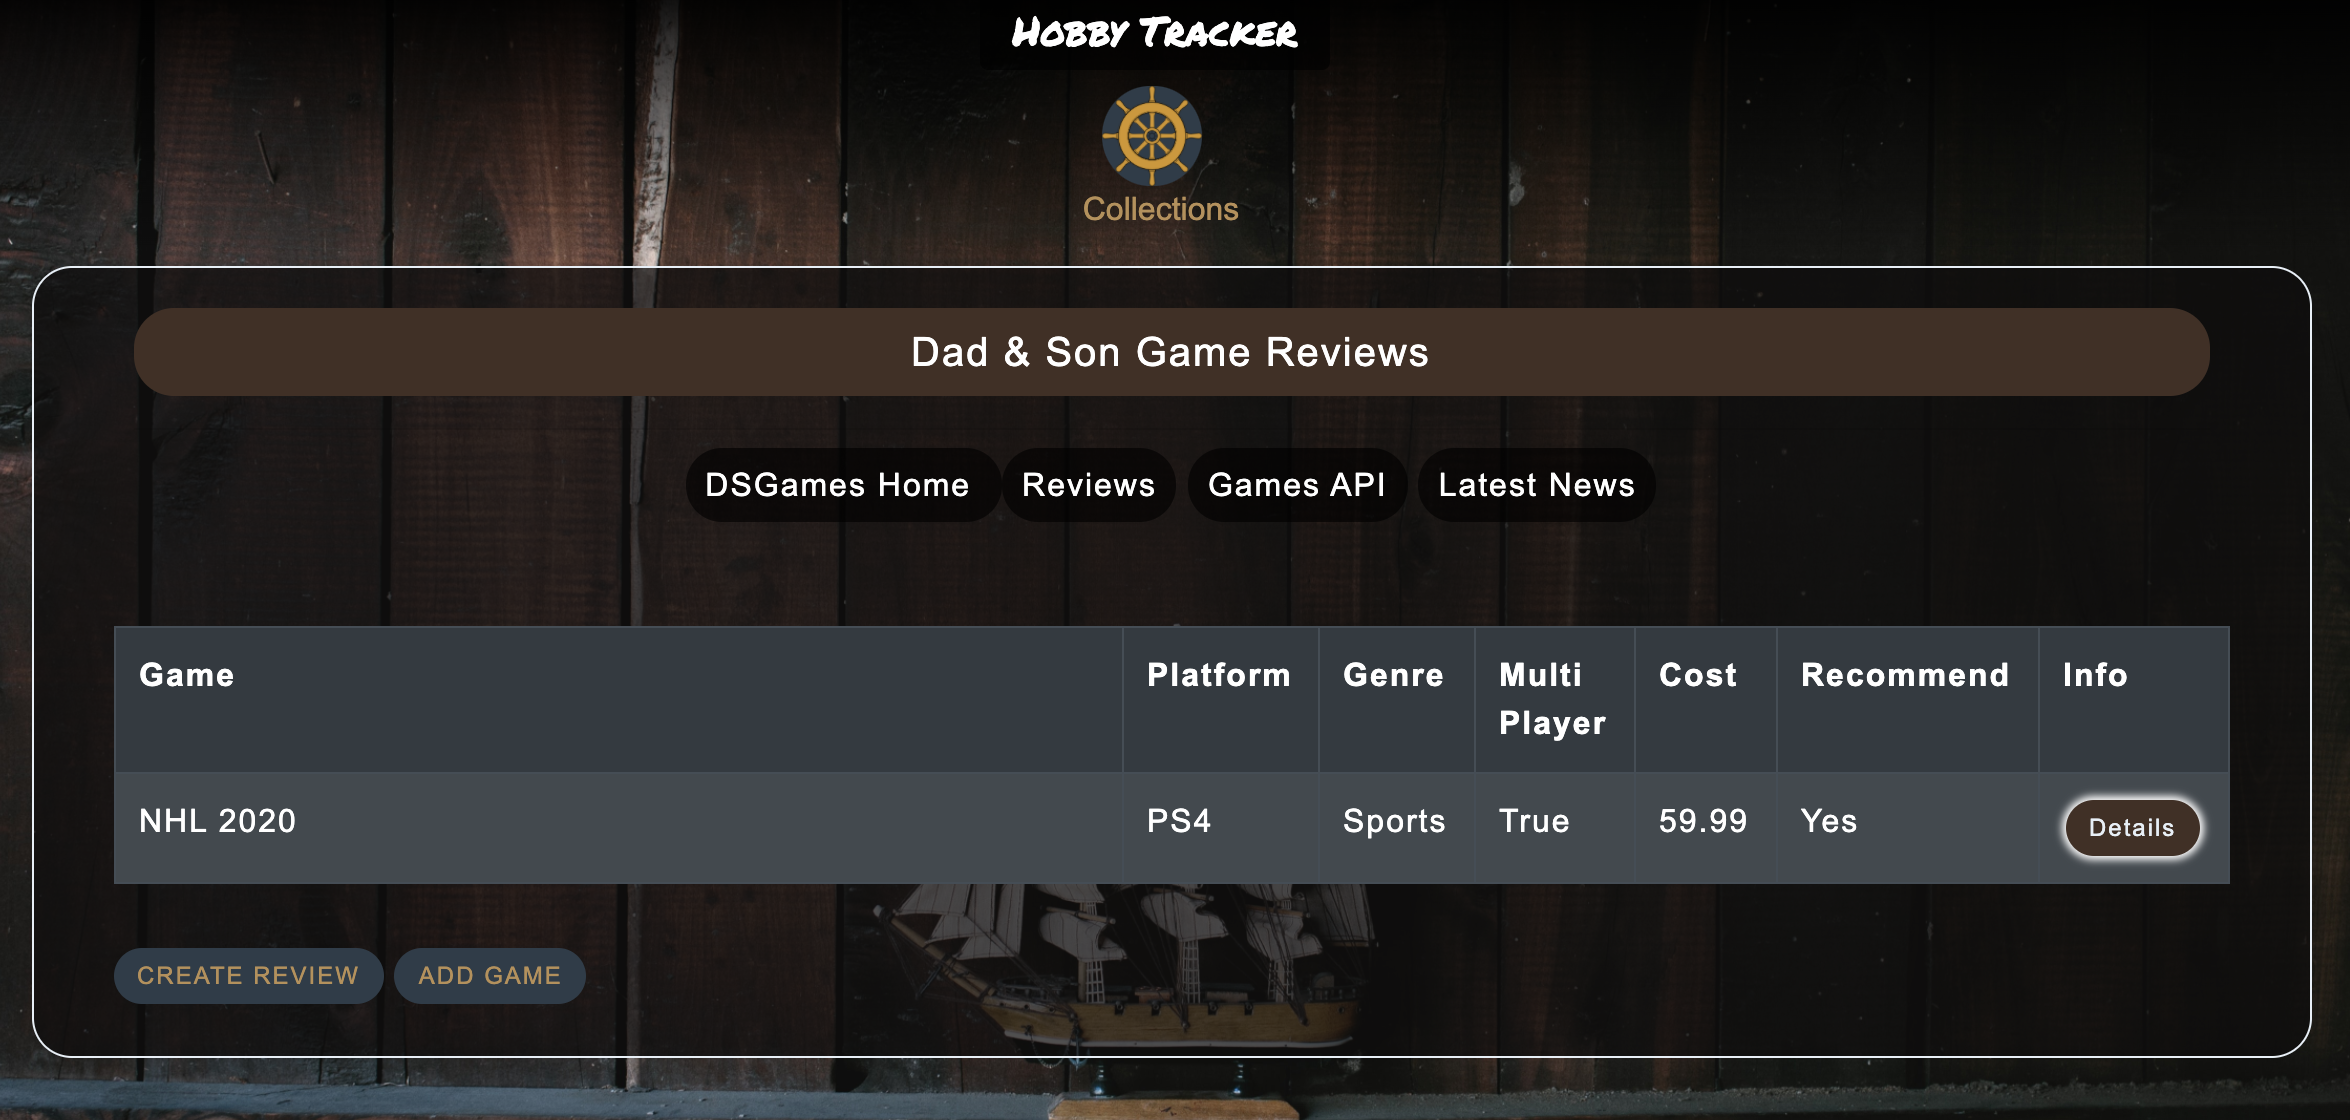 Hobby Tracker
Collections
Dad & Son Game Reviews
DSGames Home Reviews Games API Latest News
Game Platform Genre Multi Player Cost Recommend Info
NHL 2020 PS4 Sports True 59.99 Yes Details
CREATE REVIEW ADD GAME